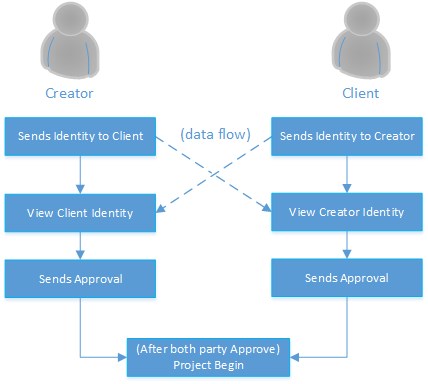 Creator
Client
Sends Identity to Client
(data flow)
Sends Identity to Creator
View Client Identity
View Creator Identity
Sends Approval
Sends Approval
(After both party Approve)
Project Begin